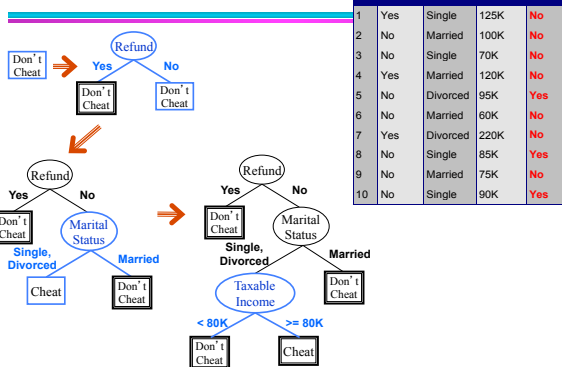 1 Yes Single 125K No
2 No Married 100K No
3 No Single 70K No
4 Yes Married 120K No
5 No Divorced 95K Yes
6 No Married 60K No
7 Yes Divorced 220K No
8 No Single 85K Yes
9 No Married 75K No
10 No Single 90K Yes
Don't
Cheat
Refund
Yes No
Don't
Cheat
Don't
Cheat
Refund
Yes No
Don't
Cheat
Marital
Status
Single,
Divorced
Married
Cheat
Don't
Cheat
Refund
Yes No
Don't
Cheat
Marital
Status
Single,
Divorced
Married
Taxable
Income
Don't
Cheat
< 80K >= 80K
Don't
Cheat
Cheat